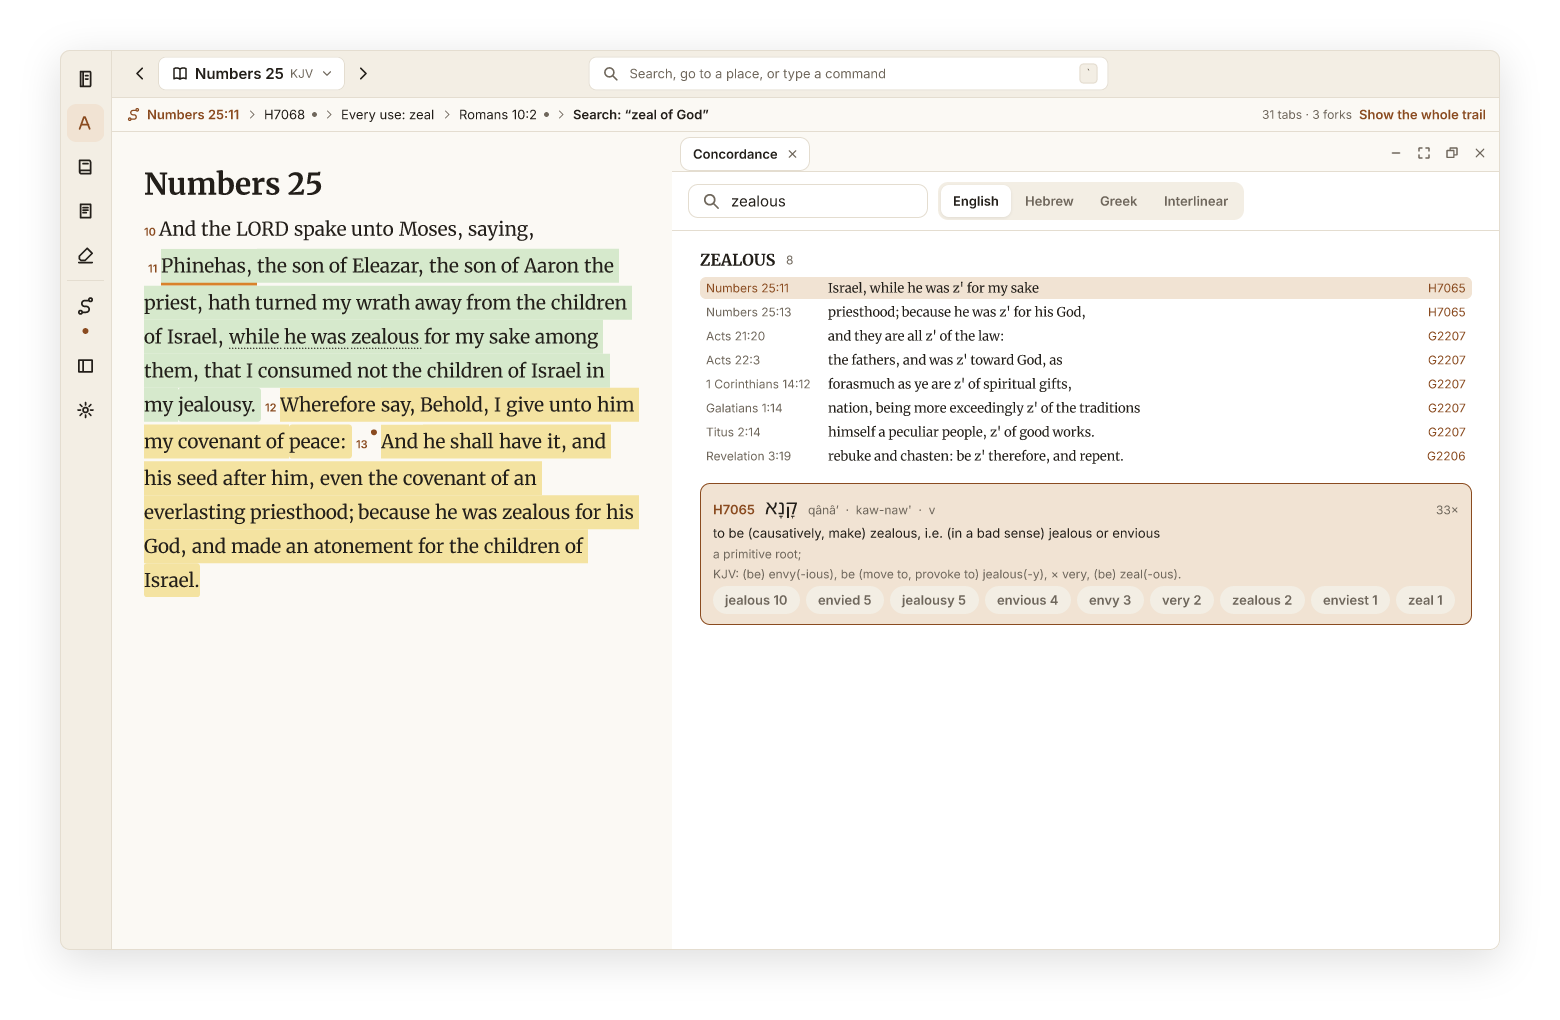 Numbers 25 KJV
Search, go to a place, or type a command
Numbers 25:11 > H7068 • > Every use: zeal > Romans 10:2 • > Search: “zeal of God”
31 tabs · 3 forks Show the whole trail
Numbers 25
10 And the LORD spake unto Moses, saying,
11 Phinehas, the son of Eleazar, the son of Aaron the
priest, hath turned my wrath away from the children
of Israel, while he was zealous for my sake among
them, that I consumed not the children of Israel in
my jealousy. 12 Wherefore say, Behold, I give unto him
my covenant of peace: 13 And he shall have it, and
his seed after him, even the covenant of an
everlasting priesthood; because he was zealous for his
God, and made an atonement for the children of
Israel.
Concordance
zealous
English Hebrew Greek Interlinear
ZEALOUS 8
Numbers 25:11 Israel, while he was z' for my sake H7065
Numbers 25:13 priesthood; because he was z' for his God, H7065
Acts 21:20 and they are all z' of the law: G2207
Acts 22:3 the fathers, and was z' toward God, as G2207
1 Corinthians 14:12 forasmuch as ye are z' of spiritual gifts, G2207
Galatians 1:14 nation, being more exceedingly z' of the traditions G2207
Titus 2:14 himself a peculiar people, z' of good works. G2207
Revelation 3:19 rebuke and chasten: be z' therefore, and repent. G2206
H7065 קָנָא qânâʼ · kaw-naw' · v 33×
to be (causatively, make) zealous, i.e. (in a bad sense) jealous or envious
a primitive root;
KJV: (be) envy(-ious), be (move to, provoke to) jealous(-y), × very, (be) zeal(-ous).
jealous 10 envied 5 jealousy 5 envious 4 envy 3 very 2 zealous 2 enviest 1 zeal 1